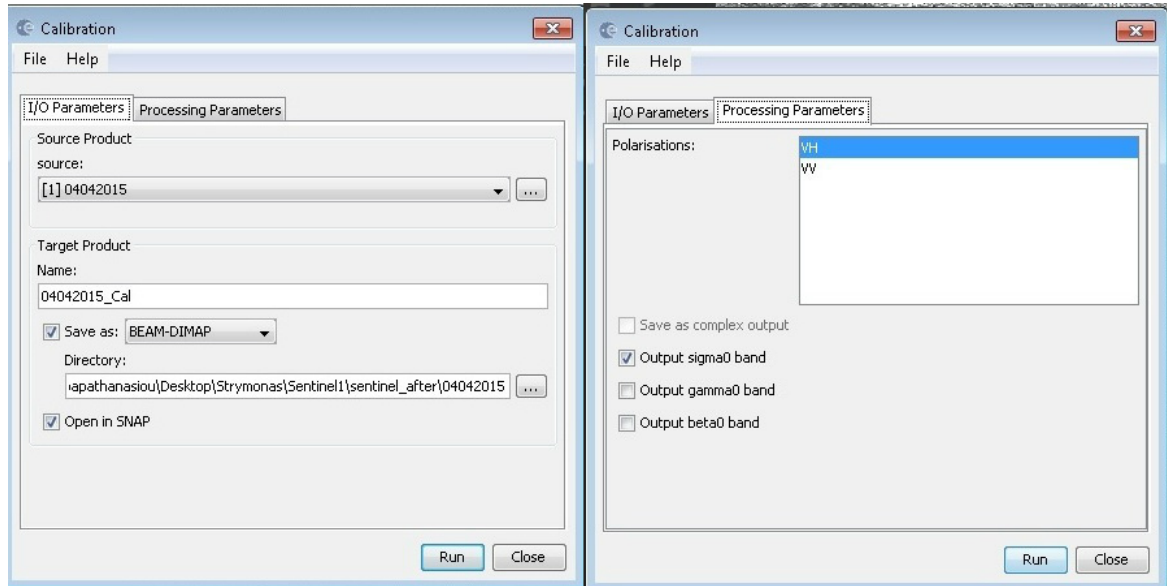 Calibration
File Help
I/O Parameters Processing Parameters
Source Product
source:
[1] 04042015
...
Target Product
Name:
04042015_Cal
Save as: BEAM-DIMAP
Directory:
apathanasiou\Desktop\Strymonas\Sentinel1\sentinel_after\04042015
...
Open in SNAP
Run Close
Calibration
File Help
I/O Parameters Processing Parameters
Polarisations:
VH
VV
Save as complex output
Output sigma0 band
Output gamma0 band
Output beta0 band
Run Close